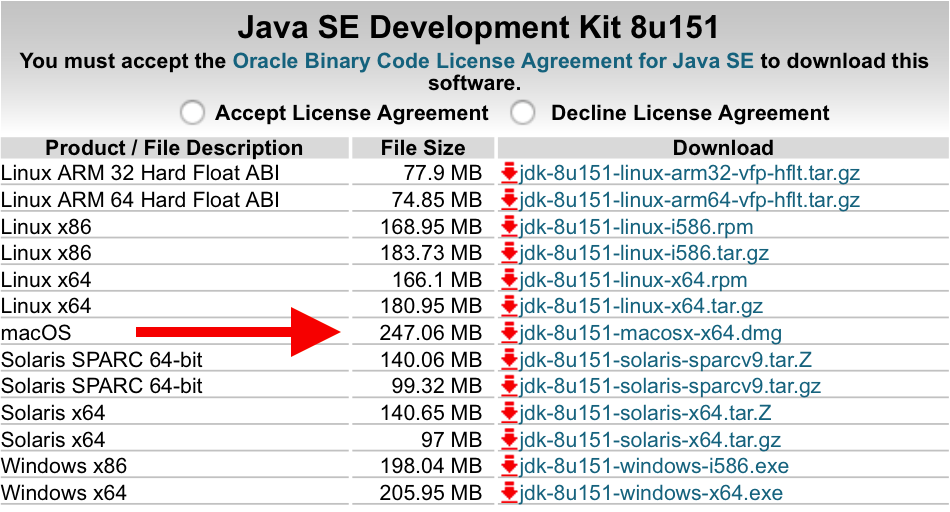 Java SE Development Kit 8u151
You must accept the Oracle Binary Code License Agreement for Java SE to download this
software.
Accept License Agreement Decline License Agreement
Product / File Description File Size Download
Linux ARM 32 Hard Float ABI 77.9 MB jdk-8u151-linux-arm32-vfp-hflt.tar.gz
Linux ARM 64 Hard Float ABI 74.85 MB jdk-8u151-linux-arm64-vfp-hflt.tar.gz
Linux x86 168.95 MB jdk-8u151-linux-i586.rpm
Linux x86 183.73 MB jdk-8u151-linux-i586.tar.gz
Linux x64 166.1 MB jdk-8u151-linux-x64.rpm
Linux x64 180.95 MB jdk-8u151-linux-x64.tar.gz
macOS 247.06 MB jdk-8u151-macosx-x64.dmg
Solaris SPARC 64-bit 140.06 MB jdk-8u151-solaris-sparcv9.tar.Z
Solaris SPARC 64-bit 99.32 MB jdk-8u151-solaris-sparcv9.tar.gz
Solaris x64 140.65 MB jdk-8u151-solaris-x64.tar.Z
Solaris x64 97 MB jdk-8u151-solaris-x64.tar.gz
Windows x86 198.04 MB jdk-8u151-windows-i586.exe
Windows x64 205.95 MB jdk-8u151-windows-x64.exe